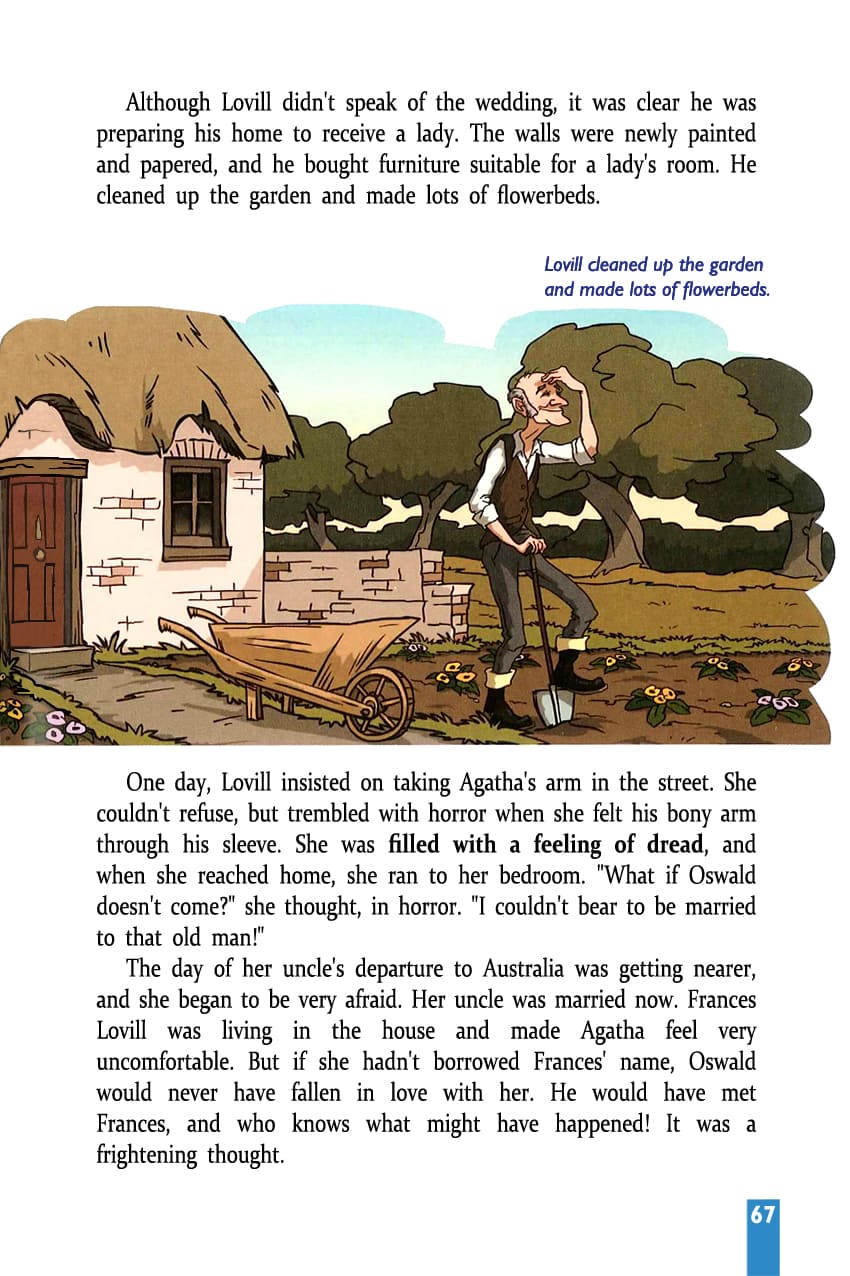 Although Lovill didn't speak of the wedding, it was clear he was
preparing his home to receive a lady. The walls were newly painted
and papered, and he bought furniture suitable for a lady's room. He
cleaned up the garden and made lots of flowerbeds.
Lovill cleaned up the garden
and made lots of flowerbeds.
One day, Lovill insisted on taking Agatha's arm in the street. She
couldn't refuse, but trembled with horror when she felt his bony arm
through his sleeve. She was filled with a feeling of dread, and
when she reached home, she ran to her bedroom. "What if Oswald
doesn't come?" she thought, in horror. "I couldn't bear to be married
to that old man!"
The day of her uncle's departure to Australia was getting nearer,
and she began to be very afraid. Her uncle was married now. Frances
Lovill was living in the house and made Agatha feel very
uncomfortable. But if she hadn't borrowed Frances' name, Oswald
would never have fallen in love with her. He would have met
Frances, and who knows what might have happened! It was a
frightening thought.
67